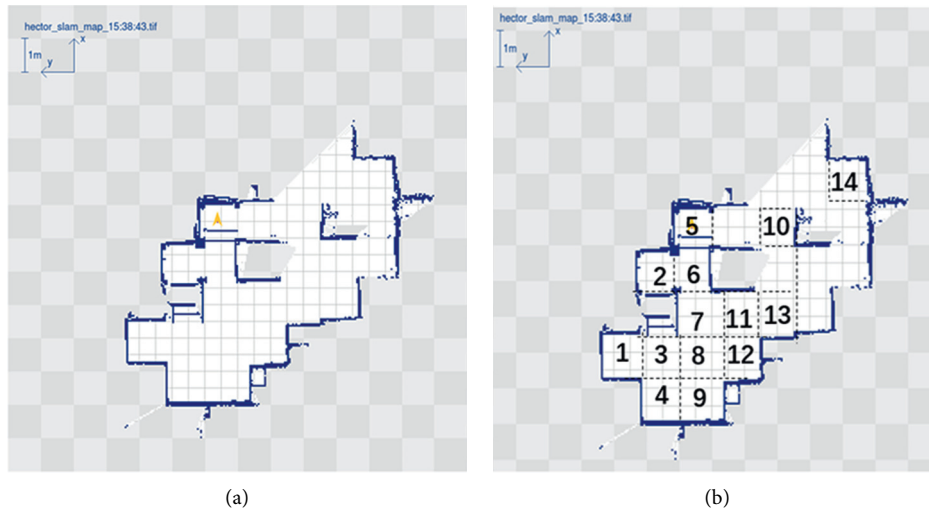 hector_slam_map_15:38:43.tif
x
1m
y
(a)
hector_slam_map_15:38:43.tif
x
1m
y
14
5
10
2
6
7
11
13
1
3
8
12
4
9
(b)